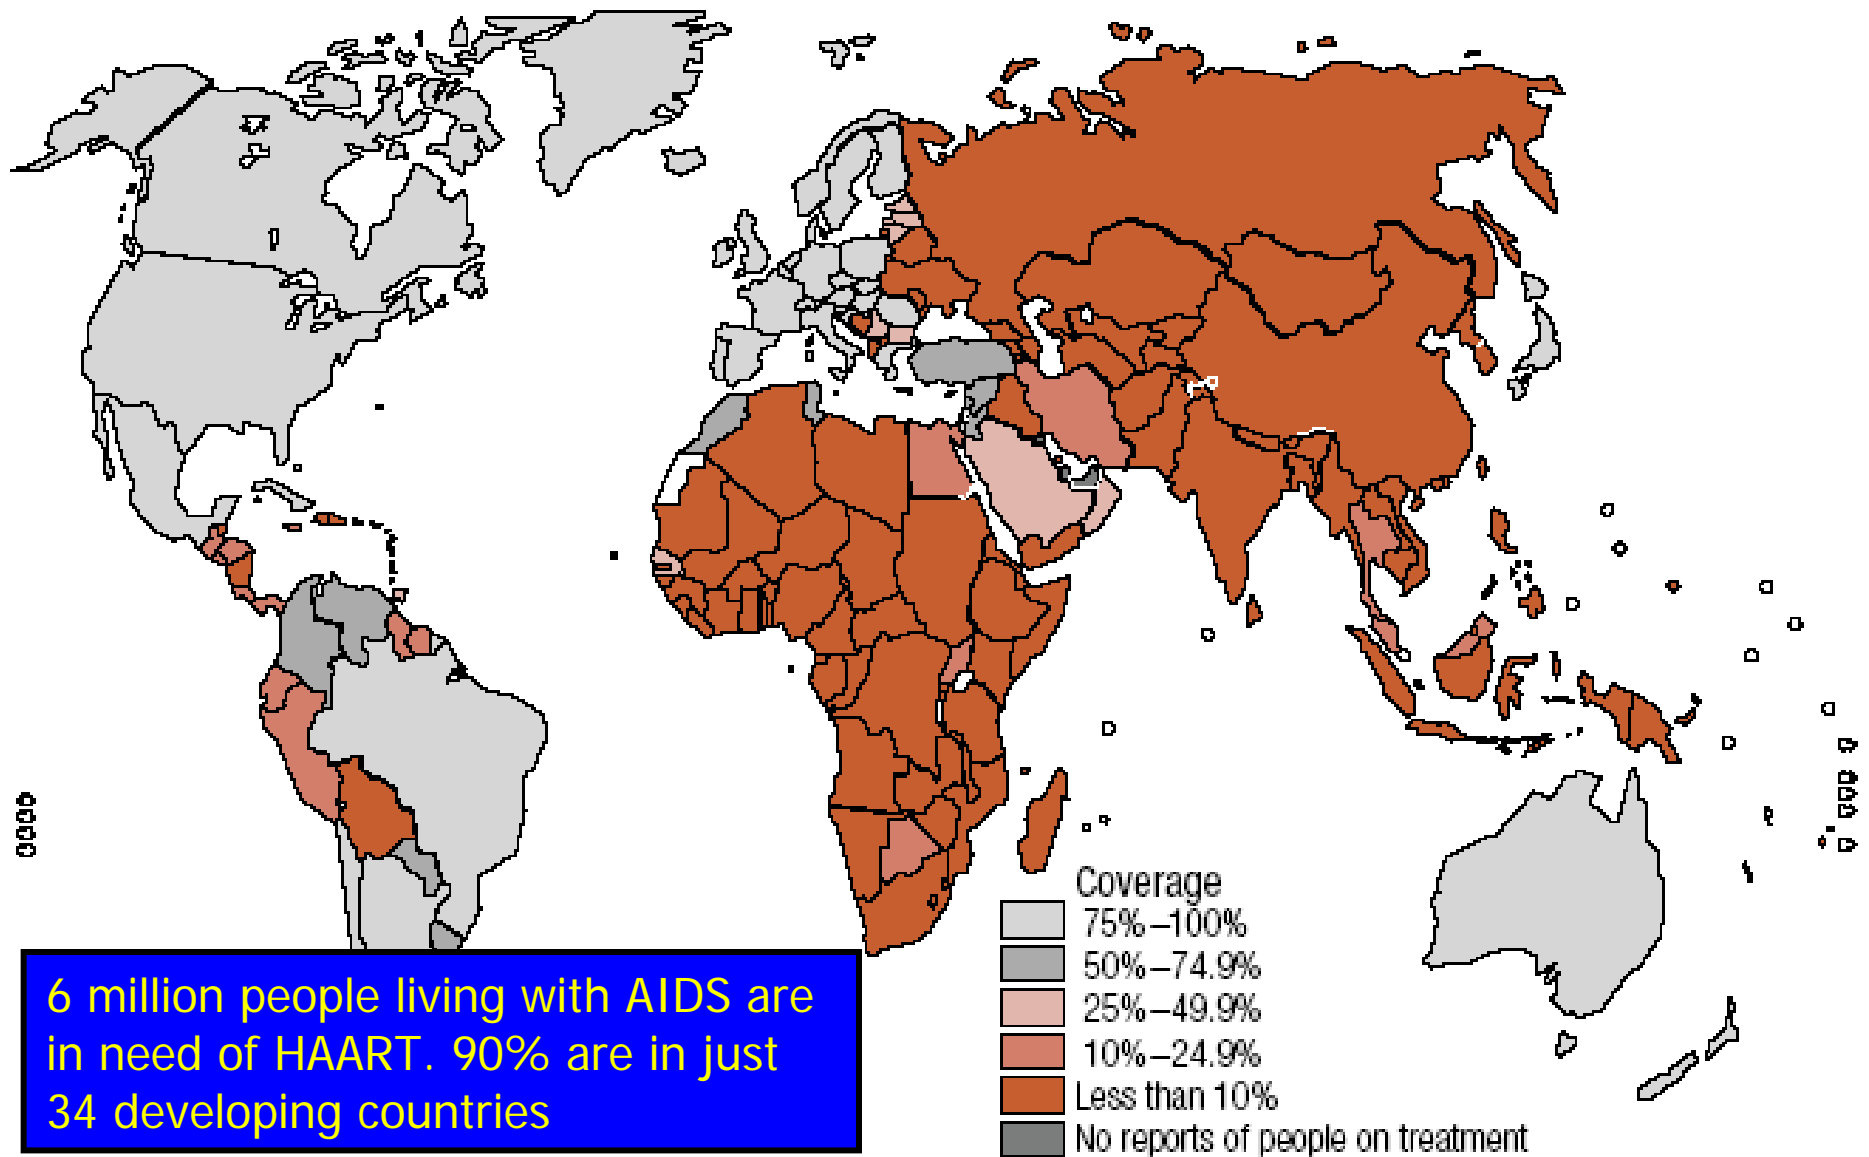 6 million people living with AIDS are
in need of HAART. 90% are in just
34 developing countries
Coverage
75%–100%
50%–74.9%
25%–49.9%
10%–24.9%
Less than 10%
No reports of people on treatment